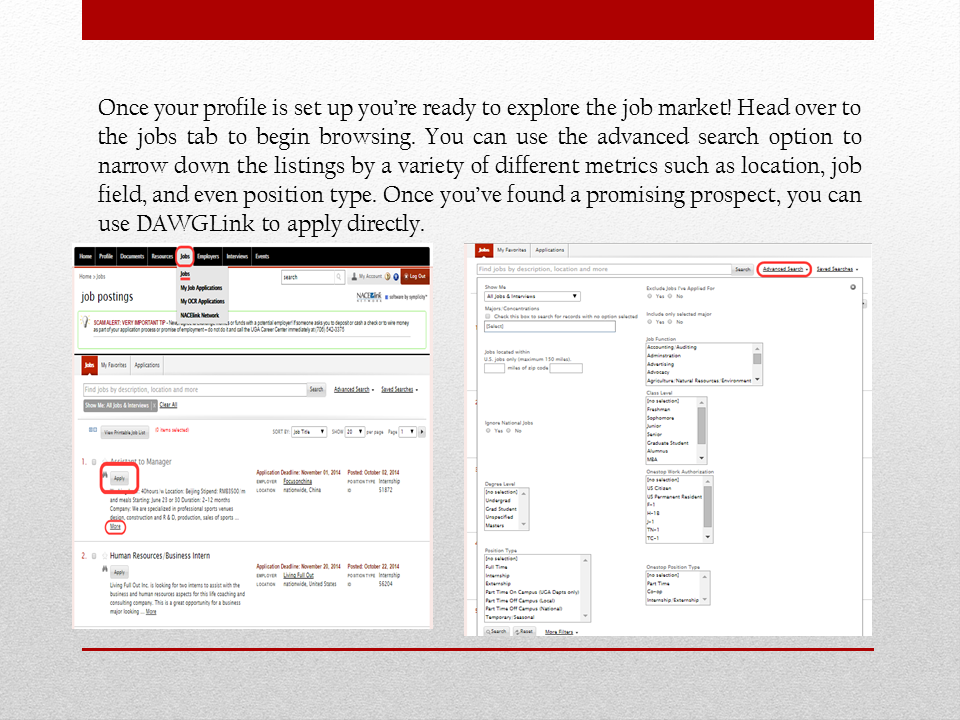 Once your profile is set up you’re ready to explore the job market! Head over to
the jobs tab to begin browsing. You can use the advanced search option to
narrow down the listings by a variety of different metrics such as location, job
field, and even position type. Once you’ve found a promising prospect, you can
use DAWGLink to apply directly.
Home Profile Documents Resources Jobs Employers Interviews Events
Home > Jobs
Jobs
My Job Applications
My OCR Applications
NACElink Network
search
My Account
Log Out
job postings
NACElink
NETWORK
software by symplicity
SCAM ALERT: VERY IMPORTANT TIP - Never or funds with a potential employer! If someone asks you to deposit or cash a check or to wire money
as part of your application process or promise of employment – do not do it and call the UGA Career Center immediately at (706) 542-3375
Jobs My Favorites Applications
Find jobs by description, location and more Search Advanced Search Saved Searches
Show Me: All Jobs & Interviews Clear All
View Printable Job List (0 items selected) SORT BY: Job Title SHOW 20 per page Page 1
1. Assistant to Manager
Apply
Application Deadline: November 01, 2014 Posted: October 02, 2014
EMPLOYER Focusonchina POSITION TYPE Internship
LOCATION nationwide, China ID 51872
40hours /w Location: Beijing Stipend: RMB3500/m
and meals Starting: June 25 or 30 Duration: 2-12 months
Company: We are specialized in professional sports venues
design, construction and R & D, production, sales of sports ...
More
2. Human Resources/Business Intern
Apply
Application Deadline: November 20, 2014 Posted: October 22, 2014
EMPLOYER Living Full Out POSITION TYPE Internship
LOCATION nationwide, United States ID 56204
Living Full Out Inc. is looking for two interns to assist with the
business and human resources aspects for this life coaching and
consulting company. This is a great opportunity for a business
major looking ... More
Jobs My Favorites Applications
Find jobs by description, location and more Search Advanced Search Saved Searches
Show Me
All Jobs & Interviews
Majors/Concentrations
Check this box to search for records with no option selected
[Select]
Jobs located within
U.S. jobs only (maximum 150 miles).
miles of zip code
Ignore National Jobs
Yes No
Degree Level
[no selection]
Undergrad
Grad Student
Unspecified
Masters
Position Type
[no selection]
Full Time
Internship
Externship
Part Time On Campus (UGA Depts only)
Part Time Off Campus (Local)
Part Time Off Campus (National)
Temporary/Seasonal
Search Reset More Filters
Exclude Jobs I've Applied For
Yes No
Include only selected major
Yes No
Job Function
Accounting/Auditing
Administration
Advertising
Advocacy
Agriculture/Natural Resources/Environment
Class Level
[no selection]
Freshman
Sophomore
Junior
Senior
Graduate Student
Alumnus
MBA
Onestop Work Authorization
[no selection]
US Citizen
US Permanent Resident
F-1
H-1B
J-1
TN-1
TC-1
Onestop Position Type
[no selection]
Part Time
Co-op
Internship/Externship